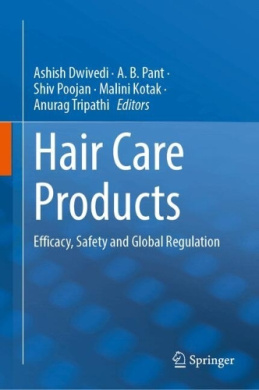 Ashish Dwivedi · A. B. Pant ·
Shiv Poojan · Malini Kotak ·
Anurag Tripathi Editors
Hair Care
Products
Efficacy, Safety and Global Regulation
Springer